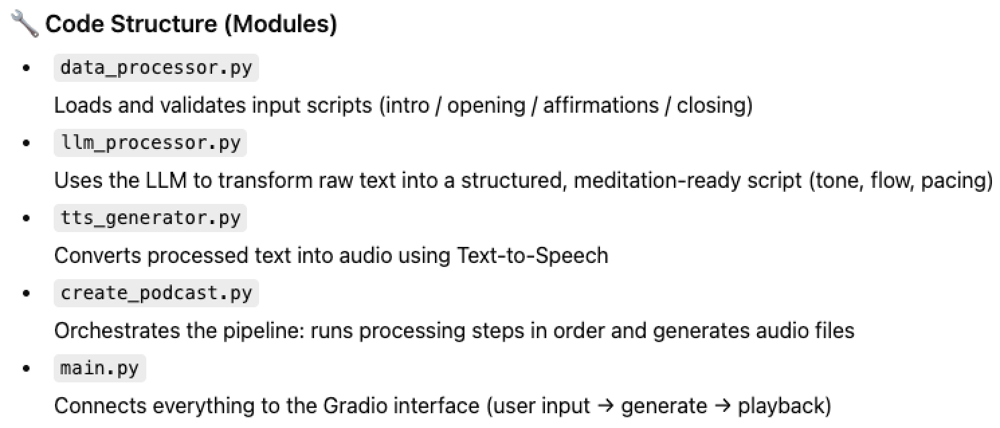 🔧 Code Structure (Modules)
• data_processor.py
Loads and validates input scripts (intro / opening / affirmations / closing)
• llm_processor.py
Uses the LLM to transform raw text into a structured, meditation-ready script (tone, flow, pacing)
• tts_generator.py
Converts processed text into audio using Text-to-Speech
• create_podcast.py
Orchestrates the pipeline: runs processing steps in order and generates audio files
• main.py
Connects everything to the Gradio interface (user input → generate → playback)